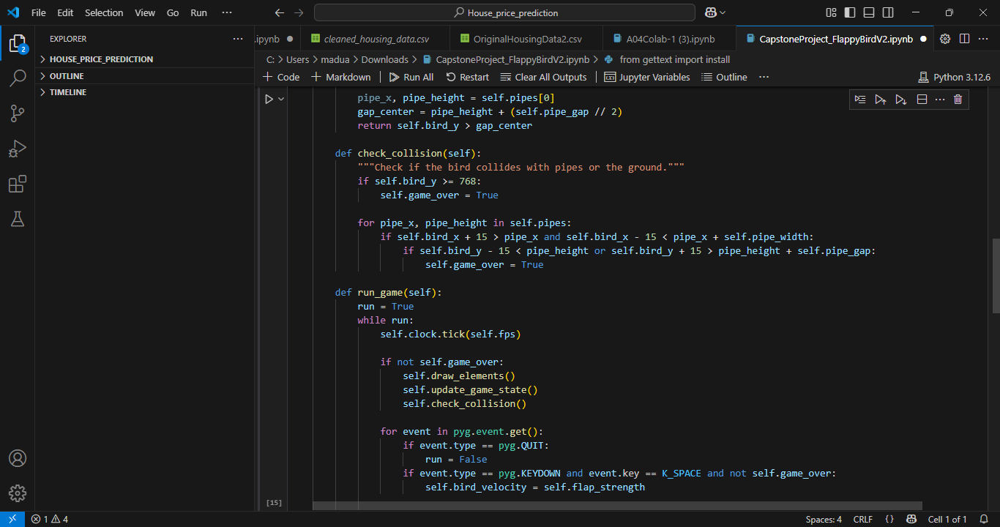 File Edit Selection View Go Run ··· House_price_prediction
EXPLORER ···
HOUSE_PRICE_PREDICTION
OUTLINE
TIMELINE
2
.ipynb cleaned_housing_data.csv OriginalHousingData2.csv A04Colab-1 (3).ipynb CapstoneProject_FlappyBirdV2.ipynb ···
C: > Users > madua > Downloads > CapstoneProject_FlappyBirdV2.ipynb > from gettext import install
+ Code + Markdown | Run All Restart Clear All Outputs | Jupyter Variables Outline ··· Python 3.12.6
pipe_x, pipe_height = self.pipes[0]
gap_center = pipe_height + (self.pipe_gap // 2)
return self.bird_y > gap_center
def check_collision(self):
"""Check if the bird collides with pipes or the ground."""
if self.bird_y >= 768:
self.game_over = True
for pipe_x, pipe_height in self.pipes:
if self.bird_x + 15 > pipe_x and self.bird_x - 15 < pipe_x + self.pipe_width:
if self.bird_y - 15 < pipe_height or self.bird_y + 15 > pipe_height + self.pipe_gap:
self.game_over = True
def run_game(self):
run = True
while run:
self.clock.tick(self.fps)
if not self.game_over:
self.draw_elements()
self.update_game_state()
self.check_collision()
for event in pyg.event.get():
if event.type == pyg.QUIT:
run = False
if event.type == pyg.KEYDOWN and event.key == K_SPACE and not self.game_over:
self.bird_velocity = self.flap_strength
[15]
1 4 Spaces: 4 CRLF {} Cell 1 of 1